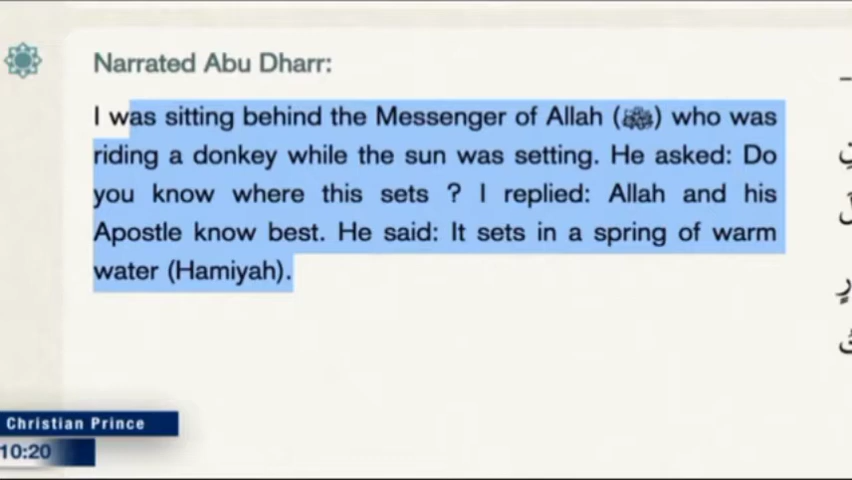 Narrated Abu Dharr:
I was sitting behind the Messenger of Allah (ﷺ) who was
riding a donkey while the sun was setting. He asked: Do
you know where this sets ? I replied: Allah and his
Apostle know best. He said: It sets in a spring of warm
water (Hamiyah).
Christian Prince
10:20